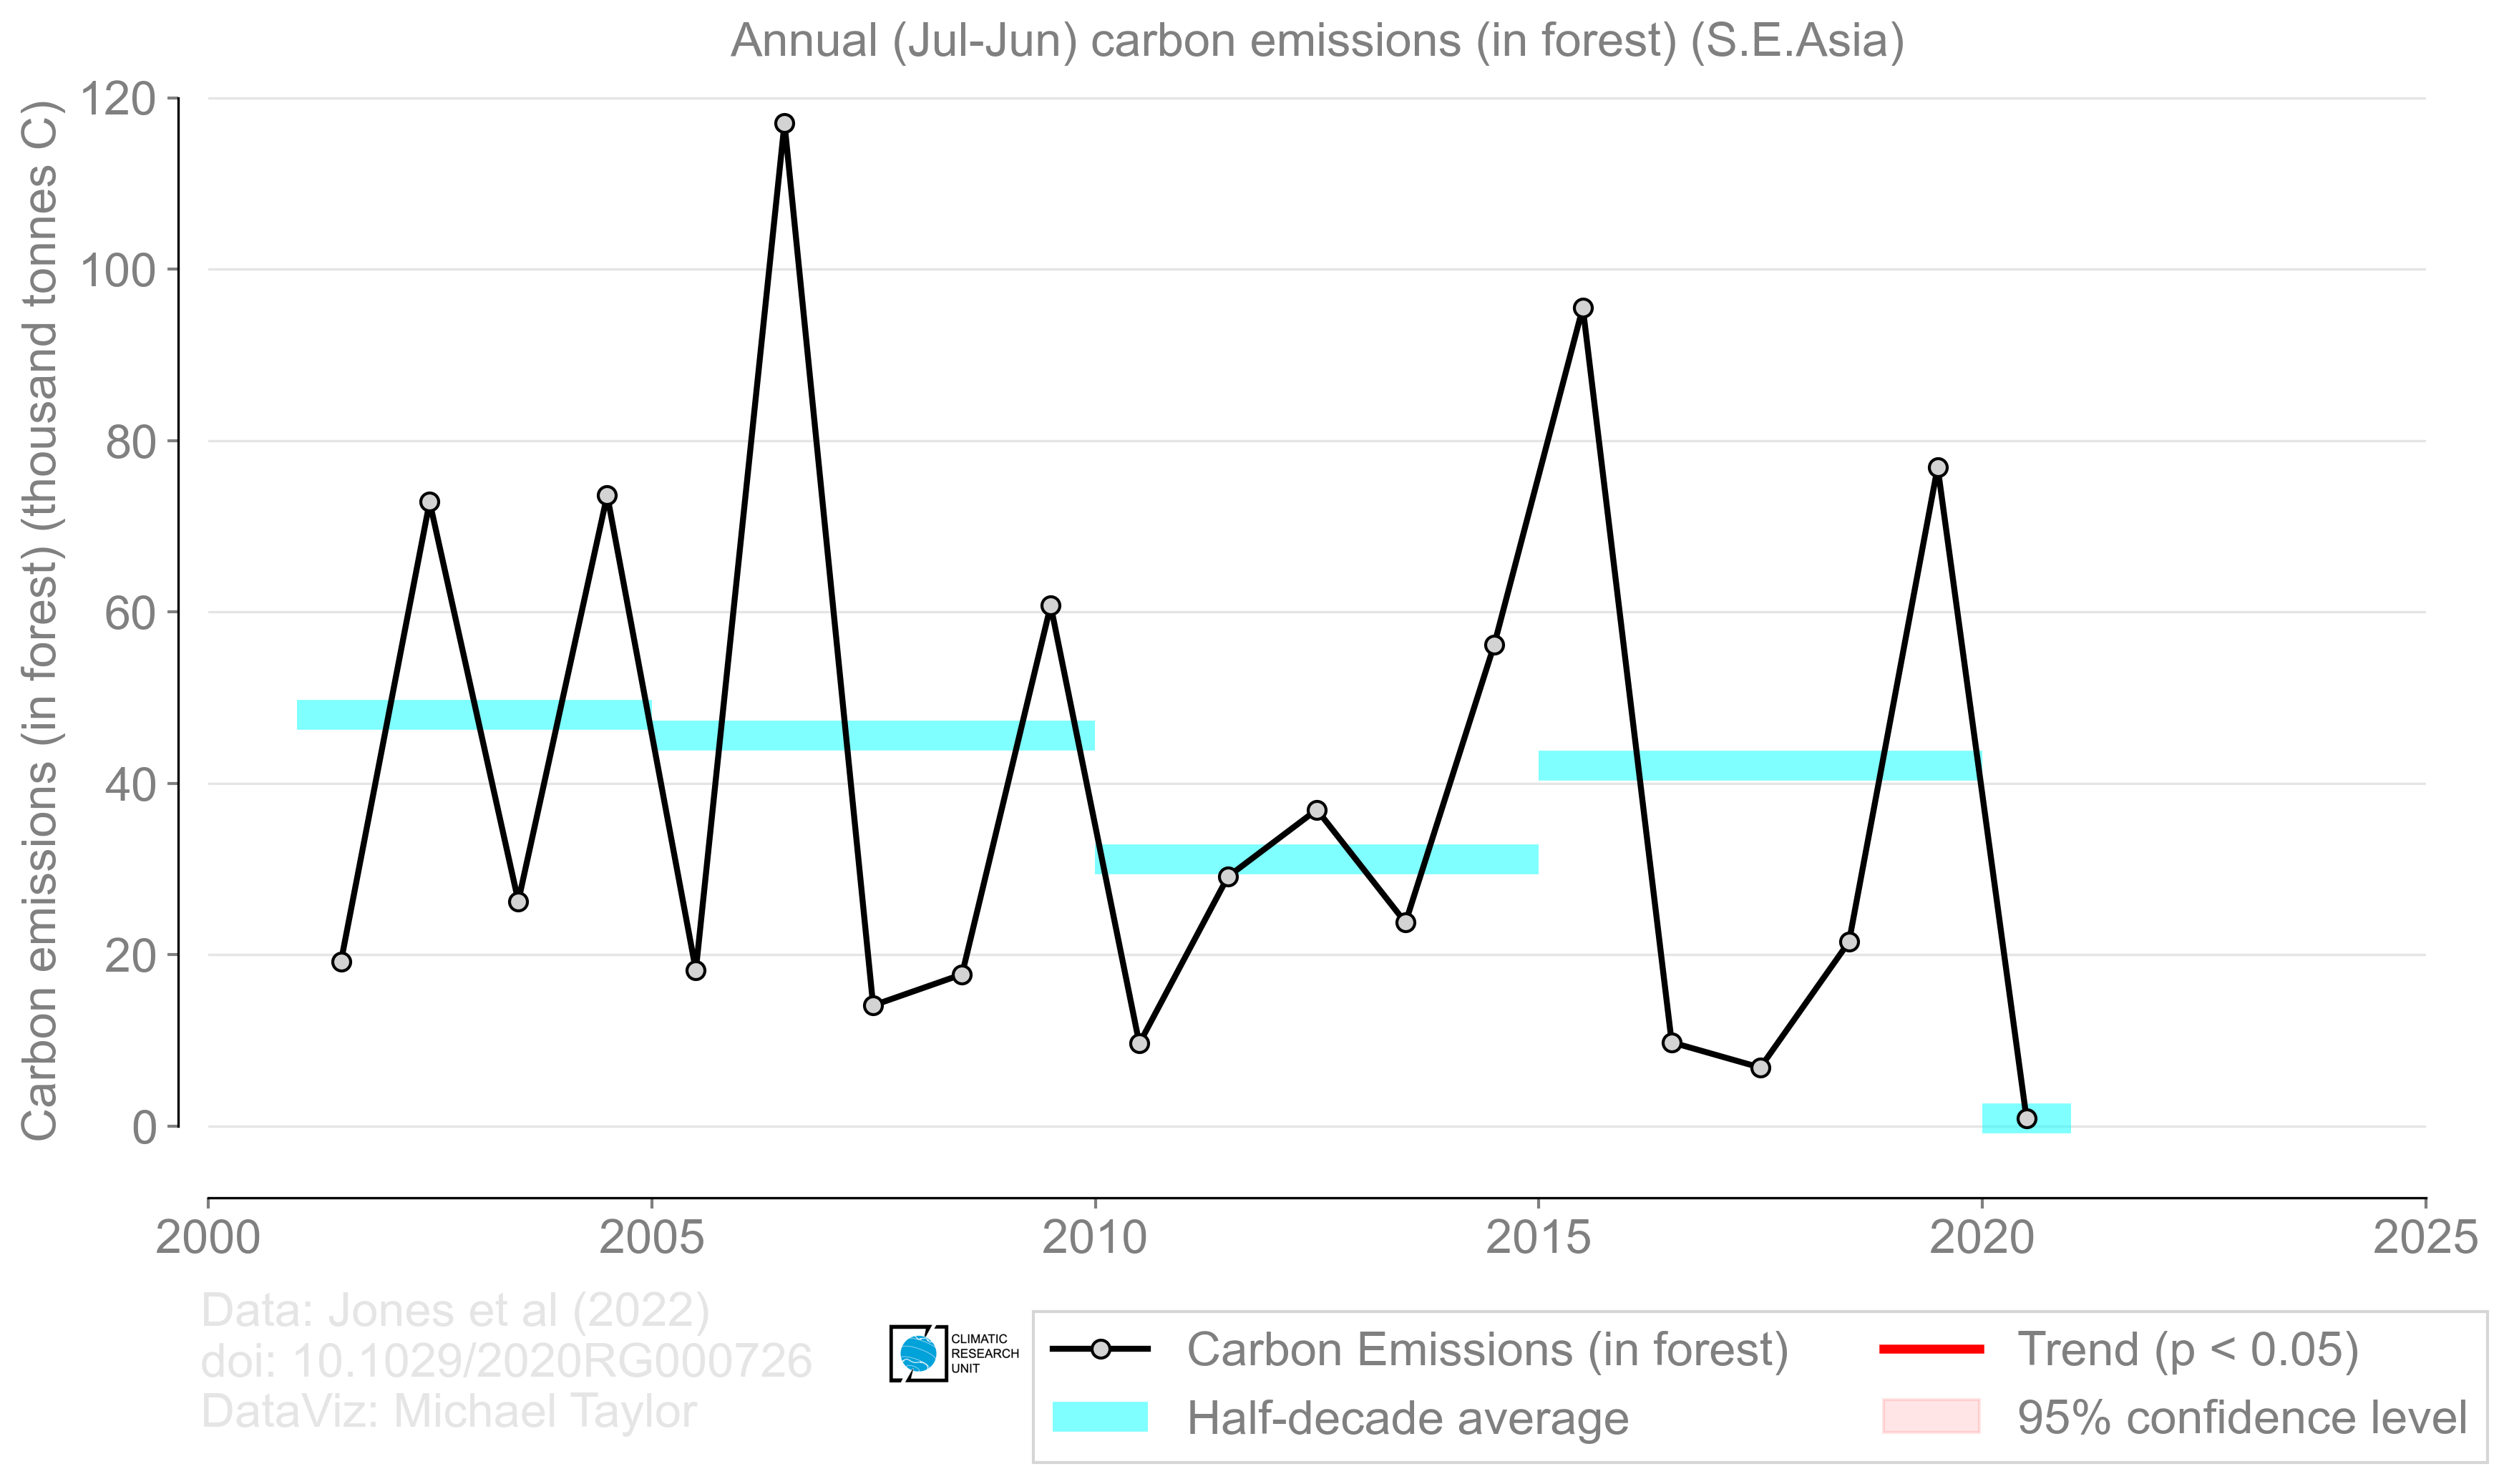 Annual (Jul-Jun) carbon emissions (in forest) (S.E.Asia)
Carbon emissions (in forest) (thousand tonnes C)
120
100
80
60
40
20
0
2000 2005 2010 2015 2020 2025
Data: Jones et al (2022)
doi: 10.1029/2020RG000726
DataViz: Michael Taylor
CLIMATIC
RESEARCH
UNIT
Carbon Emissions (in forest)
Half-decade average
Trend (p < 0.05)
95% confidence level